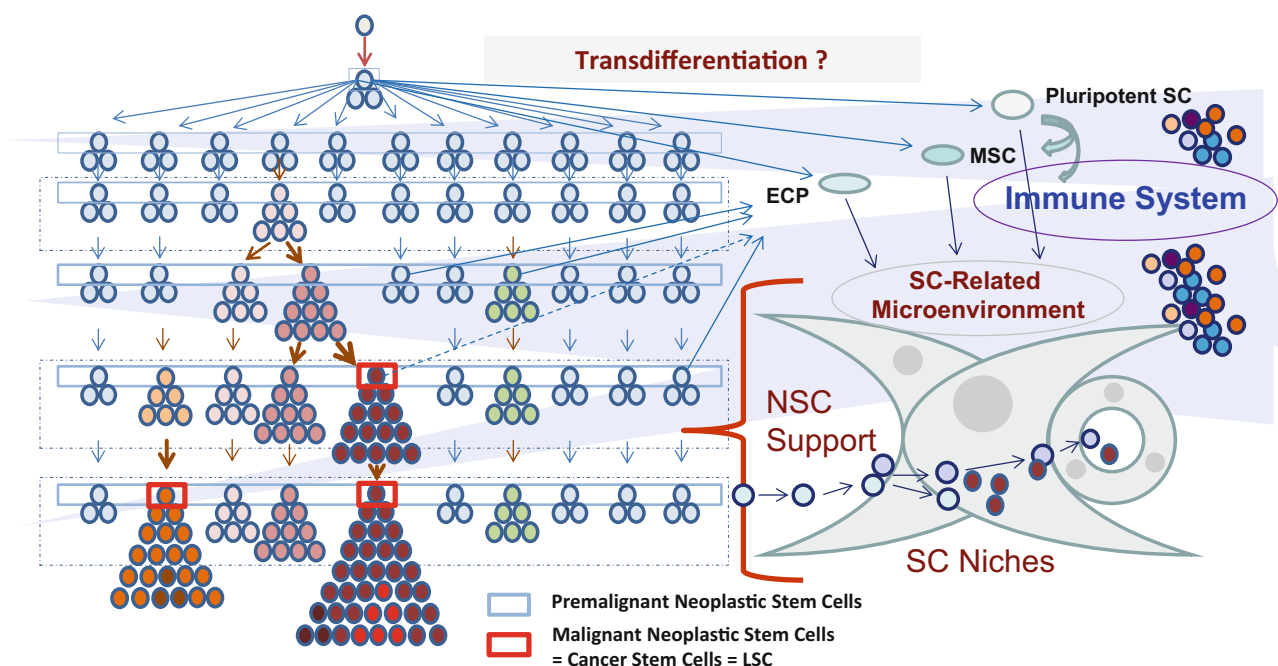 Transdifferentiation ?
Pluripotent SC
MSC
ECP
Immune System
SC-Related
Microenvironment
NSC
Support
SC Niches
Premalignant Neoplastic Stem Cells
Malignant Neoplastic Stem Cells
= Cancer Stem Cells = LSC